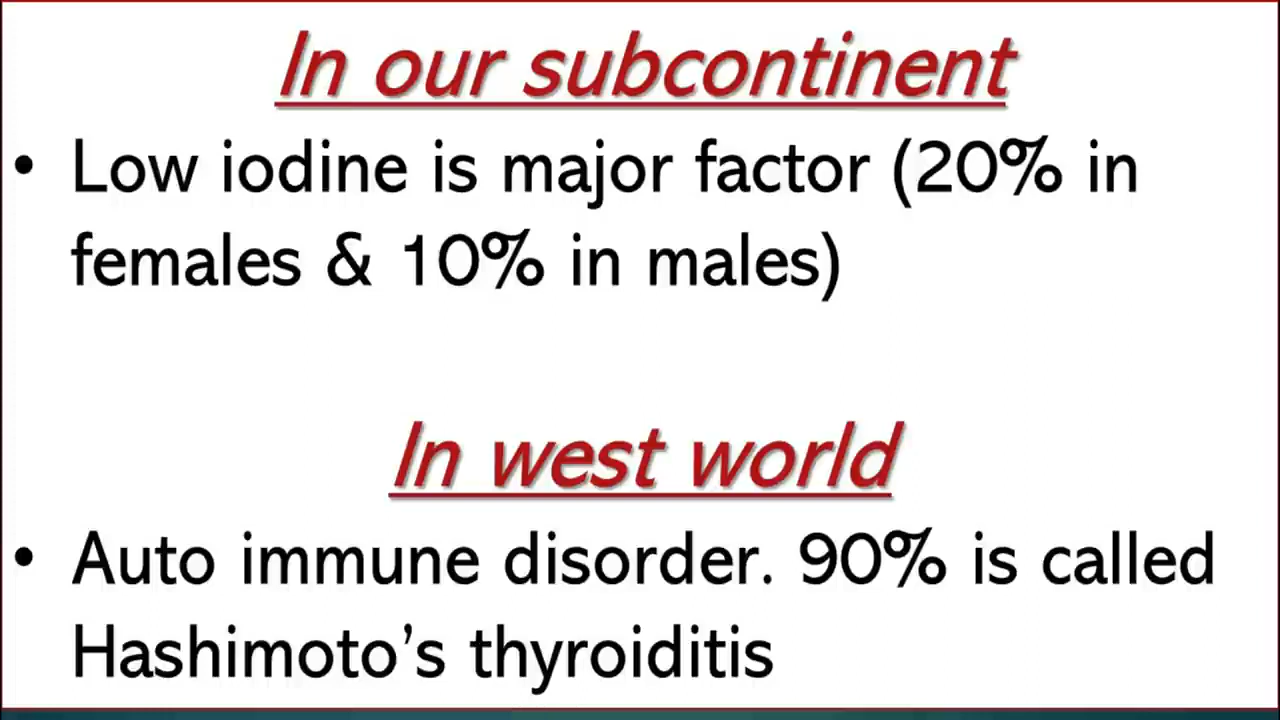 In our subcontinent
• Low iodine is major factor (20% in
females & 10% in males)
In west world
• Auto immune disorder. 90% is called
Hashimoto’s thyroiditis